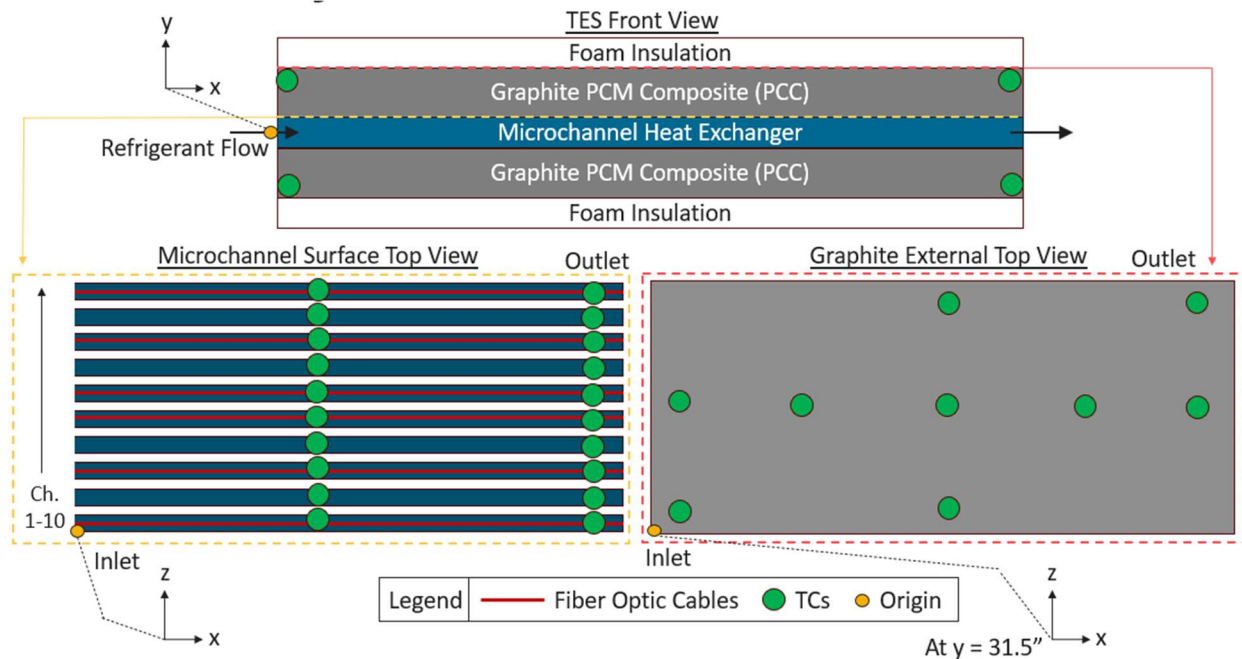 TES Front View
y
x
Foam Insulation
Graphite PCM Composite (PCC)
Microchannel Heat Exchanger
Refrigerant Flow
Graphite PCM Composite (PCC)
Foam Insulation
Microchannel Surface Top View
Outlet
Ch.
1-10
Inlet
z
x
Graphite External Top View
Outlet
Inlet
z
x
At y = 31.5”
Legend
Fiber Optic Cables
TCs
Origin